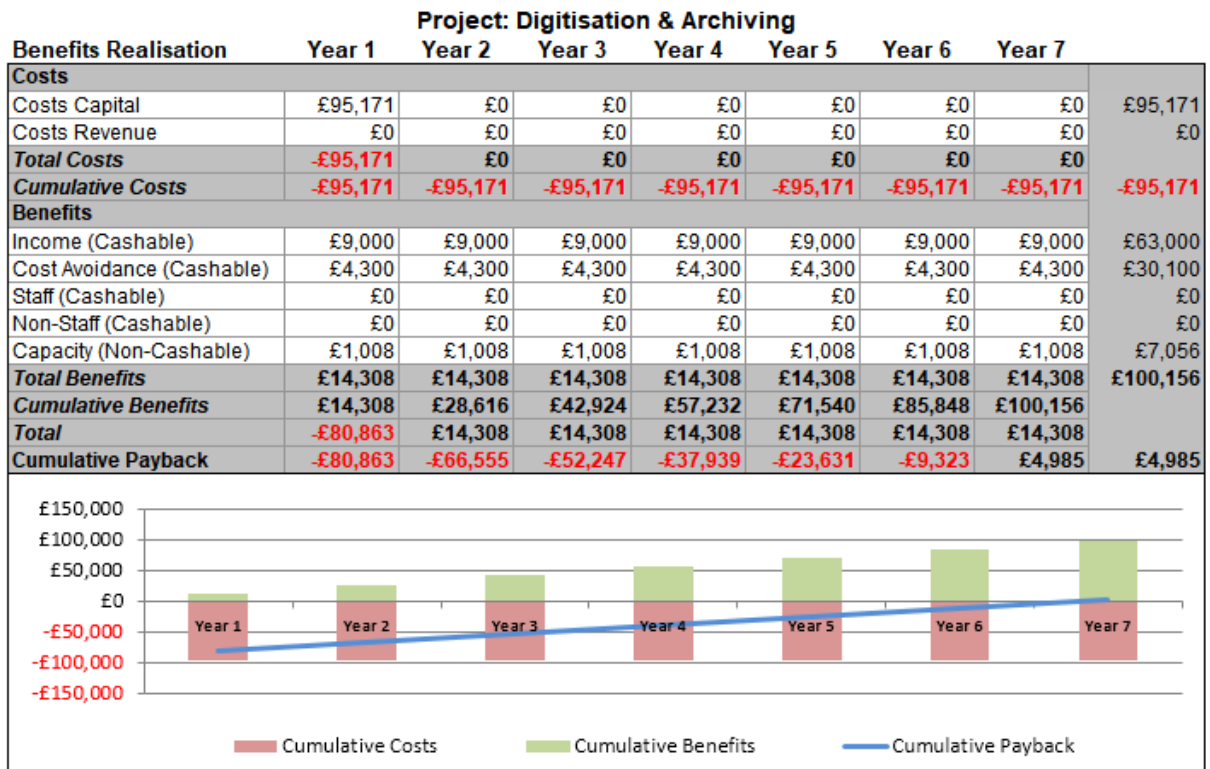 Project: Digitisation & Archiving
Benefits Realisation Year 1 Year 2 Year 3 Year 4 Year 5 Year 6 Year 7
Costs
Costs Capital £95,171 £0 £0 £0 £0 £0 £0 £95,171
Costs Revenue £0 £0 £0 £0 £0 £0 £0 £0
Total Costs -£95,171 £0 £0 £0 £0 £0 £0
Cumulative Costs -£95,171 -£95,171 -£95,171 -£95,171 -£95,171 -£95,171 -£95,171 -£95,171
Benefits
Income (Cashable) £9,000 £9,000 £9,000 £9,000 £9,000 £9,000 £9,000 £63,000
Cost Avoidance (Cashable) £4,300 £4,300 £4,300 £4,300 £4,300 £4,300 £4,300 £30,100
Staff (Cashable) £0 £0 £0 £0 £0 £0 £0 £0
Non-Staff (Cashable) £0 £0 £0 £0 £0 £0 £0 £0
Capacity (Non-Cashable) £1,008 £1,008 £1,008 £1,008 £1,008 £1,008 £1,008 £7,056
Total Benefits £14,308 £14,308 £14,308 £14,308 £14,308 £14,308 £14,308 £100,156
Cumulative Benefits £14,308 £28,616 £42,924 £57,232 £71,540 £85,848 £100,156
Total -£80,863 £14,308 £14,308 £14,308 £14,308 £14,308 £14,308
Cumulative Payback -£80,863 -£66,555 -£52,247 -£37,939 -£23,631 -£9,323 £4,985 £4,985
£150,000
£100,000
£50,000
£0
Year 1 Year 2 Year 3 Year 4 Year 5 Year 6 Year 7
-£50,000
-£100,000
-£150,000
Cumulative Costs Cumulative Benefits Cumulative Payback